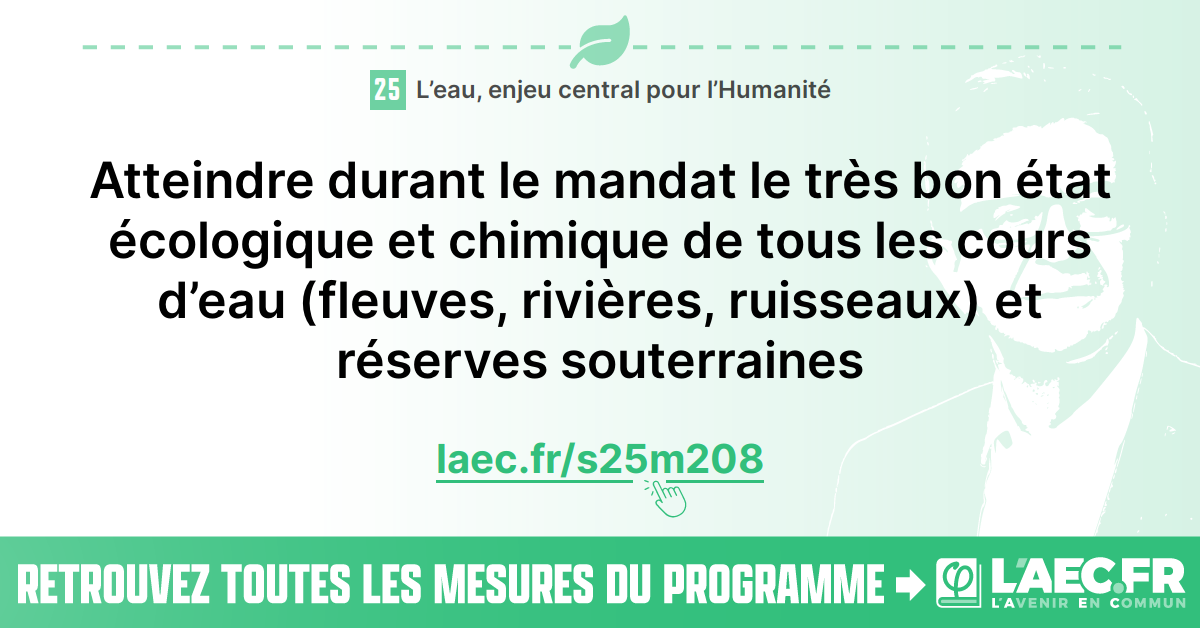 25 L’eau, enjeu central pour l’Humanité
Atteindre durant le mandat le très bon état
écologique et chimique de tous les cours
d’eau (fleuves, rivières, ruisseaux) et
réserves souterraines
laec.fr/s25m208
RETROUVEZ TOUTES LES MESURES DU PROGRAMME
L’AEC.FR
L’AVENIR EN COMMUN